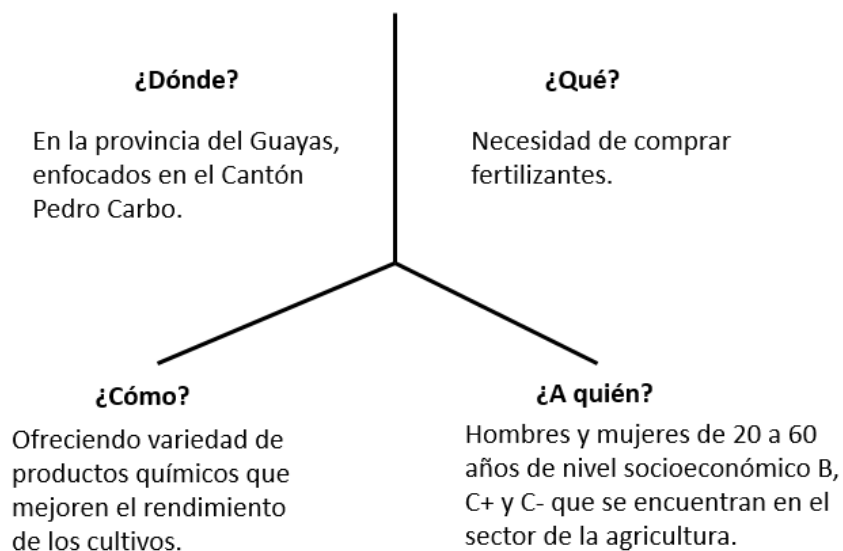 ¿Dónde?
En la provincia del Guayas,
enfocados en el Cantón
Pedro Carbo.
¿Qué?
Necesidad de comprar
fertilizantes.
¿Cómo?
Ofreciendo variedad de
productos químicos que
mejoren el rendimiento
de los cultivos.
¿A quién?
Hombres y mujeres de 20 a 60
años de nivel socioeconómico B,
C+ y C- que se encuentran en el
sector de la agricultura.